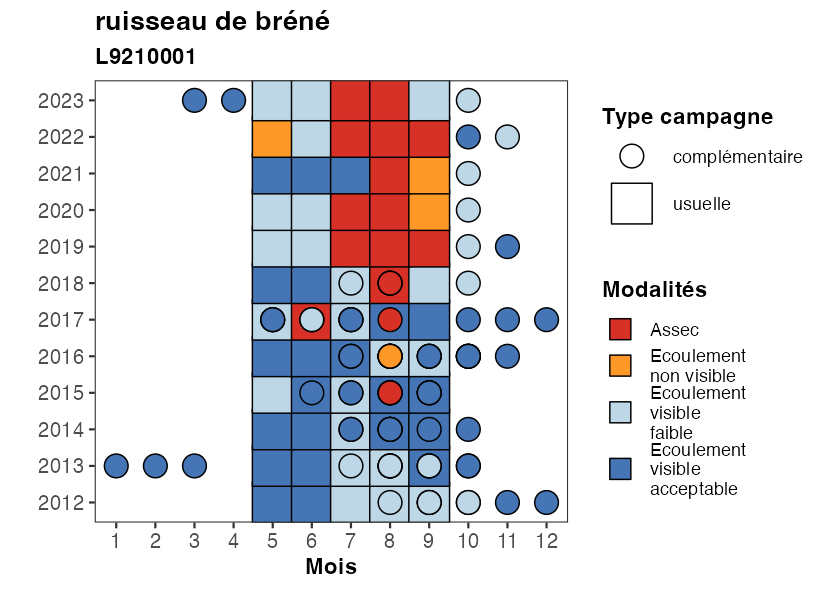 ruisseau de bréné
L9210001
2023
2022
2021
2020
2019
2018
2017
2016
2015
2014
2013
2012
1 2 3 4 5 6 7 8 9 10 11 12
Mois
Type campagne
complémentaire
usuelle
Modalités
Assec
Ecoulement
non visible
Ecoulement
visible
faible
Ecoulement
visible
acceptable